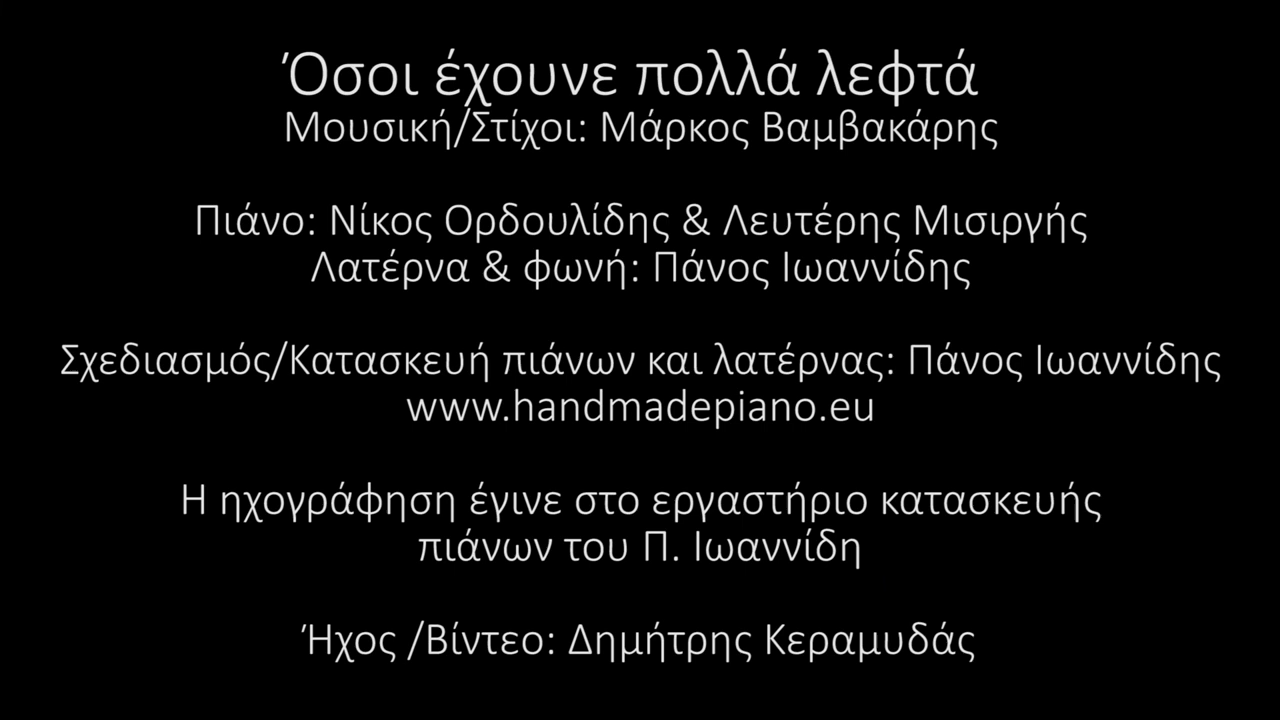 Όσοι έχουνε πολλά λεφτά
Μουσική/Στίχοι: Μάρκος Βαμβακάρης
Πιάνο: Νίκος Ορδουλίδης & Λευτέρης Μισιργής
Λατέρνα & φωνή: Πάνος Ιωαννίδης
Σχεδιασμός/Κατασκευή πιάνων και λατέρνας: Πάνος Ιωαννίδης
www.handmadepiano.eu
Η ηχογράφηση έγινε στο εργαστήριο κατασκευής
πιάνων του Π. Ιωαννίδη
Ήχος /Βίντεο: Δημήτρης Κεραμυδάς